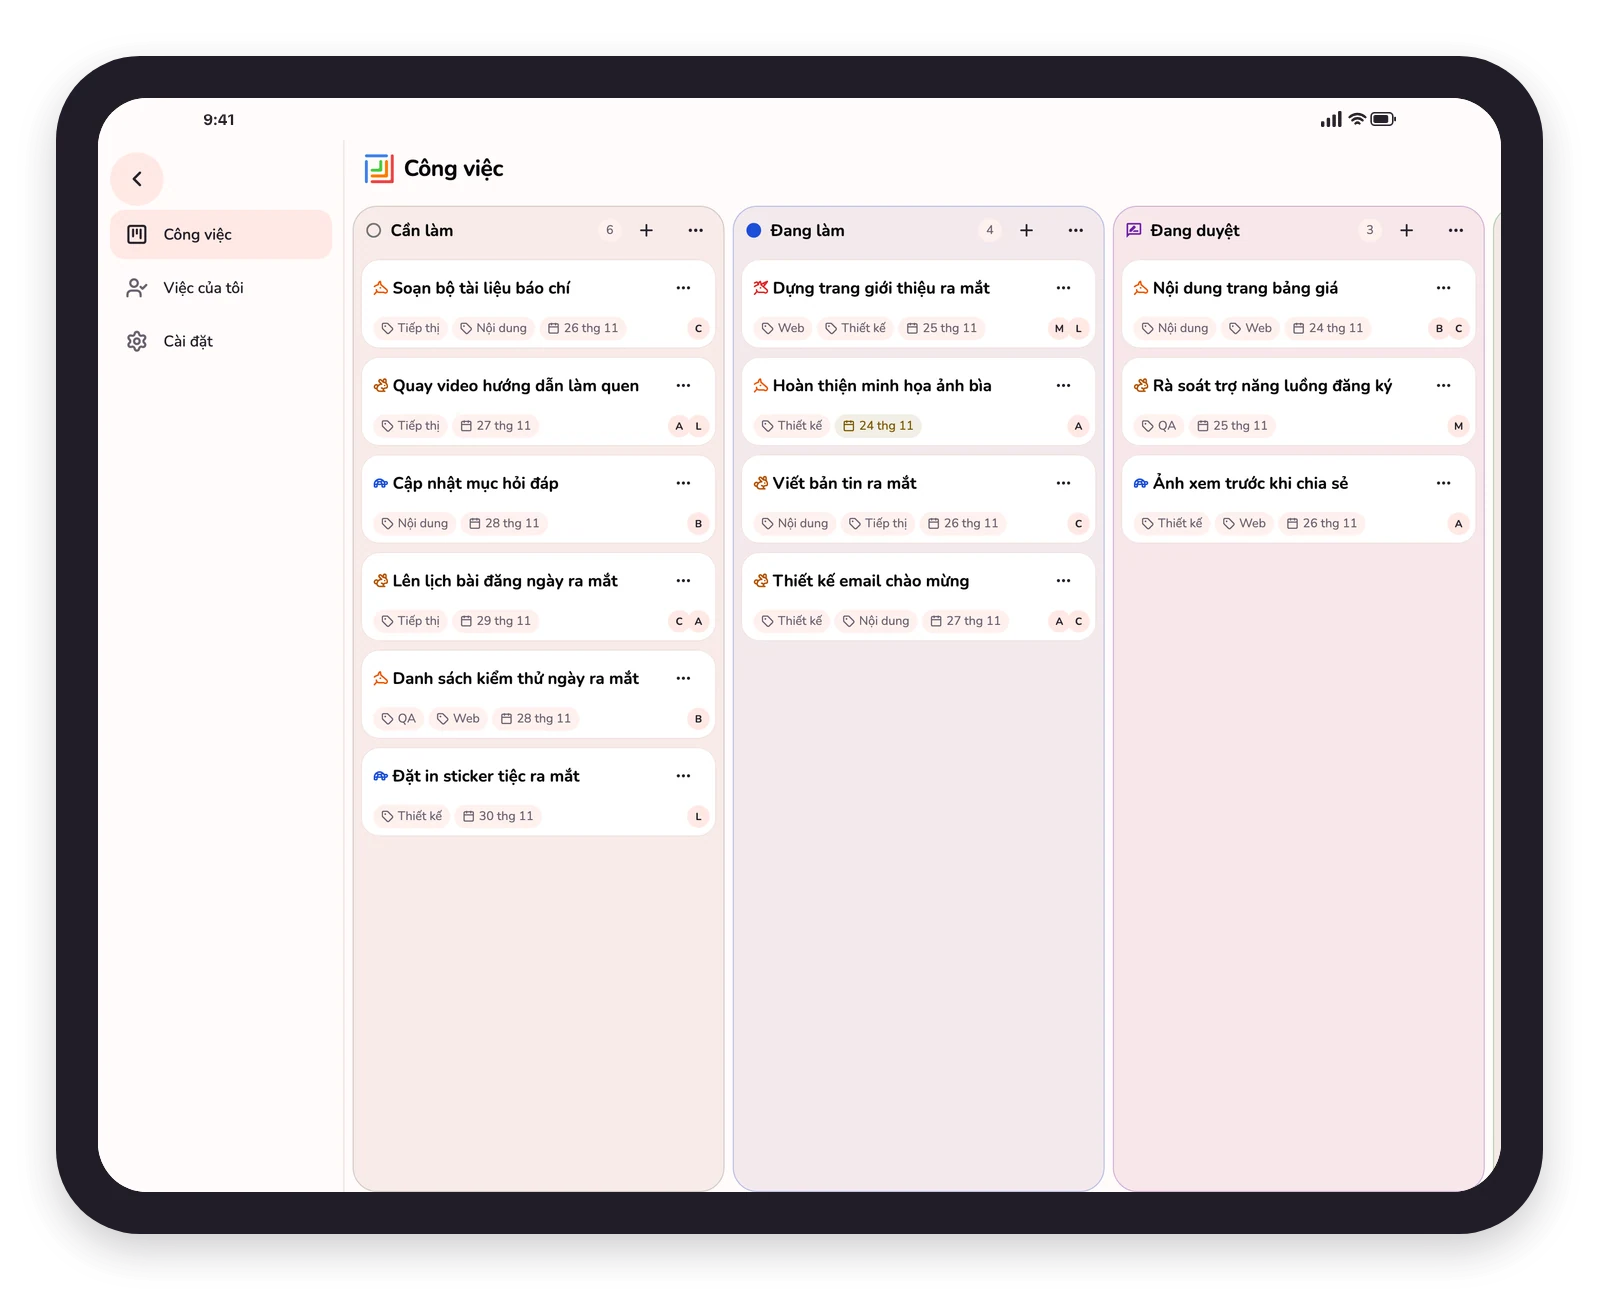 9:41
Công việc
Việc của tôi
Cài đặt
Công việc
Cần làm 6
Soạn bộ tài liệu báo chí
Tiếp thị Nội dung 26 thg 11 C
Quay video hướng dẫn làm quen
Tiếp thị 27 thg 11 A L
Cập nhật mục hỏi đáp
Nội dung 28 thg 11 B
Lên lịch bài đăng ngày ra mắt
Tiếp thị 29 thg 11 C A
Danh sách kiểm thử ngày ra mắt
QA Web 28 thg 11 B
Đặt in sticker tiệc ra mắt
Thiết kế 30 thg 11 L
Đang làm 4
Dựng trang giới thiệu ra mắt
Web Thiết kế 25 thg 11 M L
Hoàn thiện minh họa ảnh bìa
Thiết kế 24 thg 11 A
Viết bản tin ra mắt
Nội dung Tiếp thị 26 thg 11 C
Thiết kế email chào mừng
Thiết kế Nội dung 27 thg 11 A C
Đang duyệt 3
Nội dung trang bảng giá
Nội dung Web 24 thg 11 B C
Rà soát trợ năng luồng đăng ký
QA 25 thg 11 M
Ảnh xem trước khi chia sẻ
Thiết kế Web 26 thg 11 A